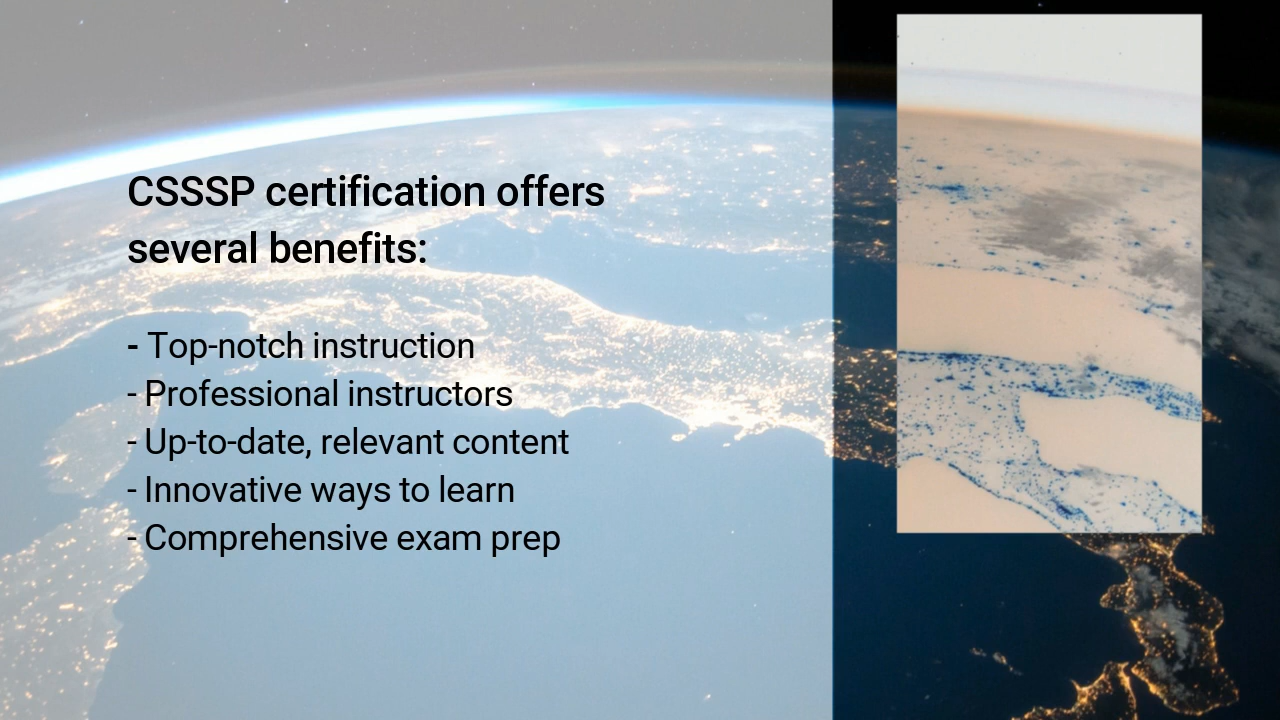 CSSSP certification offers
several benefits:
- Top-notch instruction
- Professional instructors
- Up-to-date, relevant content
- Innovative ways to learn
- Comprehensive exam prep